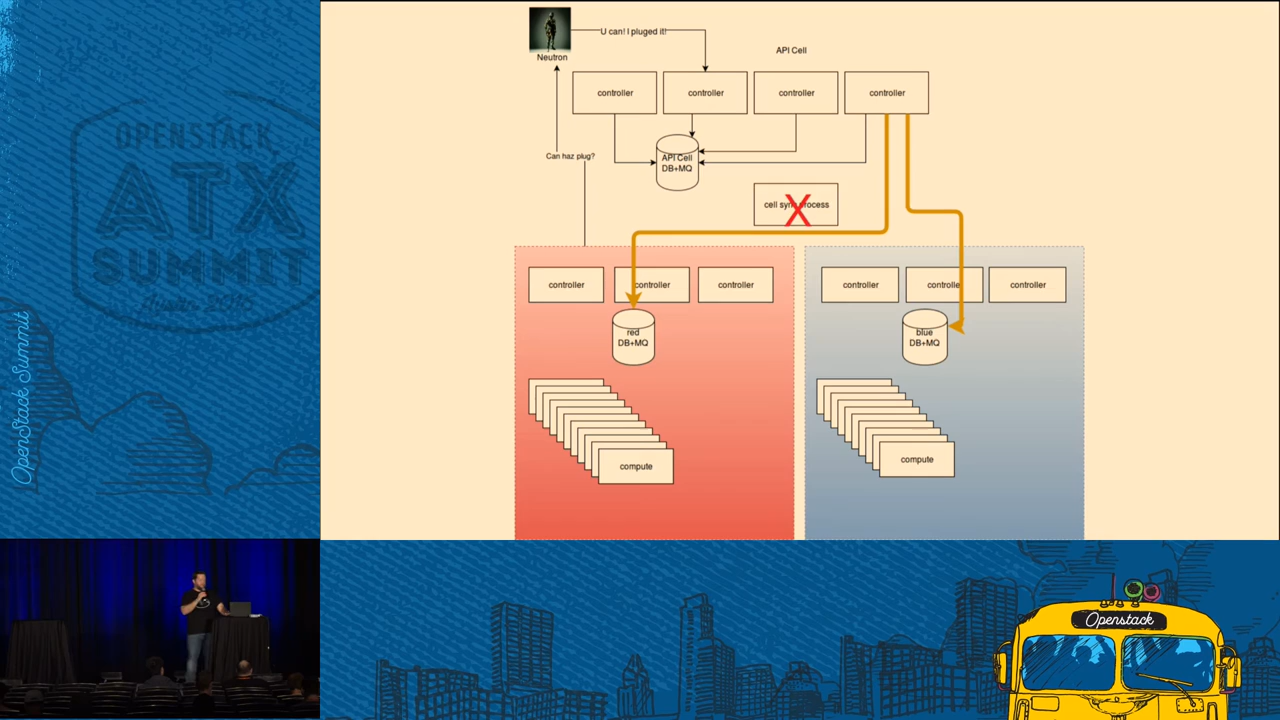 OPENSTACK
ATX
SUMMIT
OpenStack Summit
U can! I pluged it!
Neutron
API Cell
controller
controller
controller
controller
Can haz plug?
API Cell
DB+MQ
cell sync process
X
controller
controller
controller
controller
controller
controller
red
DB+MQ
blue
DB+MQ
compute
compute
Openstack